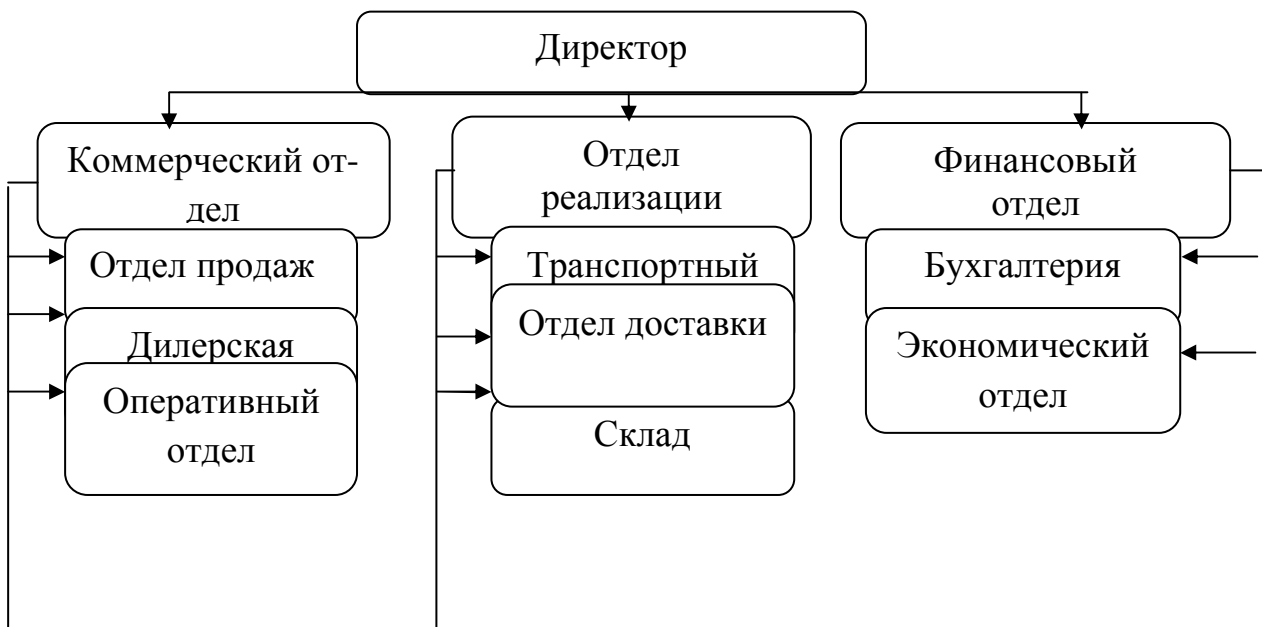 Директор
Коммерческий от-
дел
Отдел продаж
Дилерская
Оперативный
отдел
Отдел
реализации
Транспортный
Отдел доставки
Склад
Финансовый
отдел
Бухгалтерия
Экономический
отдел